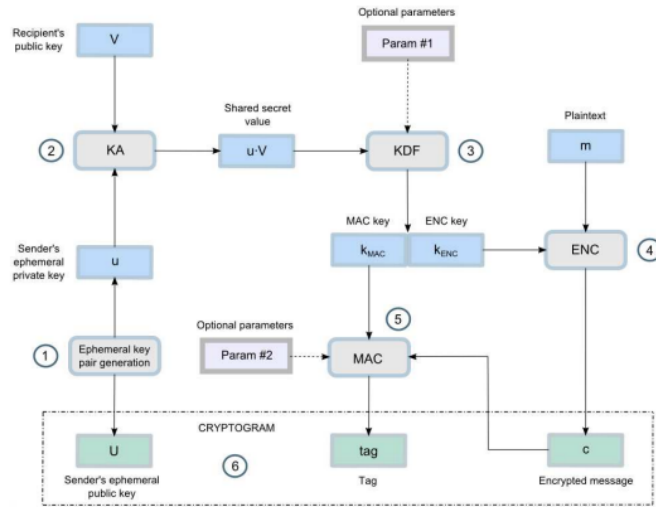 Recipient's
public key
V
Optional parameters
Param #1
Shared secret
value
Plaintext
2
KA
u·V
KDF
3
m
MAC key
ENC key
Sender's
ephemeral
private key
u
kMAC
kENC
ENC
4
5
Optional parameters
1
Ephemeral key
pair generation
Param #2
MAC
CRYPTOGRAM
U
6
tag
c
Sender's ephemeral
public key
Tag
Encrypted message